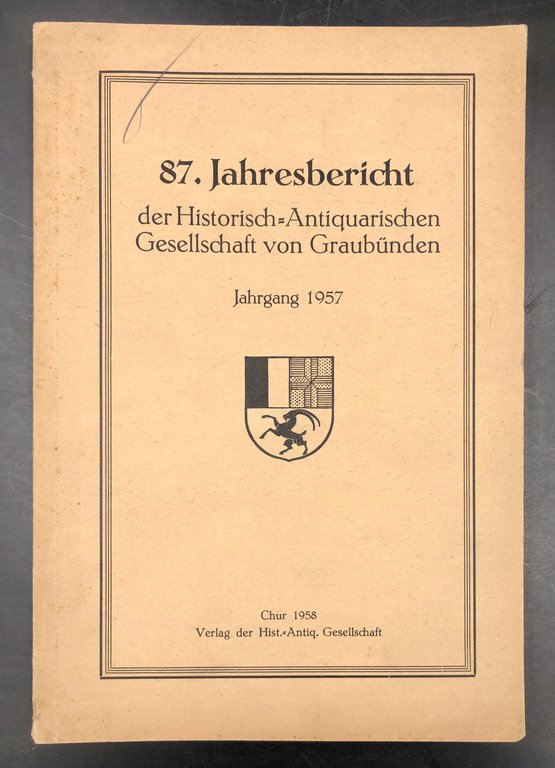 87. Jahresbericht
der Historisch=Antiquarischen
Gesellschaft von Graubünden
Jahrgang 1957
Chur 1958
Verlag der Hist.=Antiq. Gesellschaft